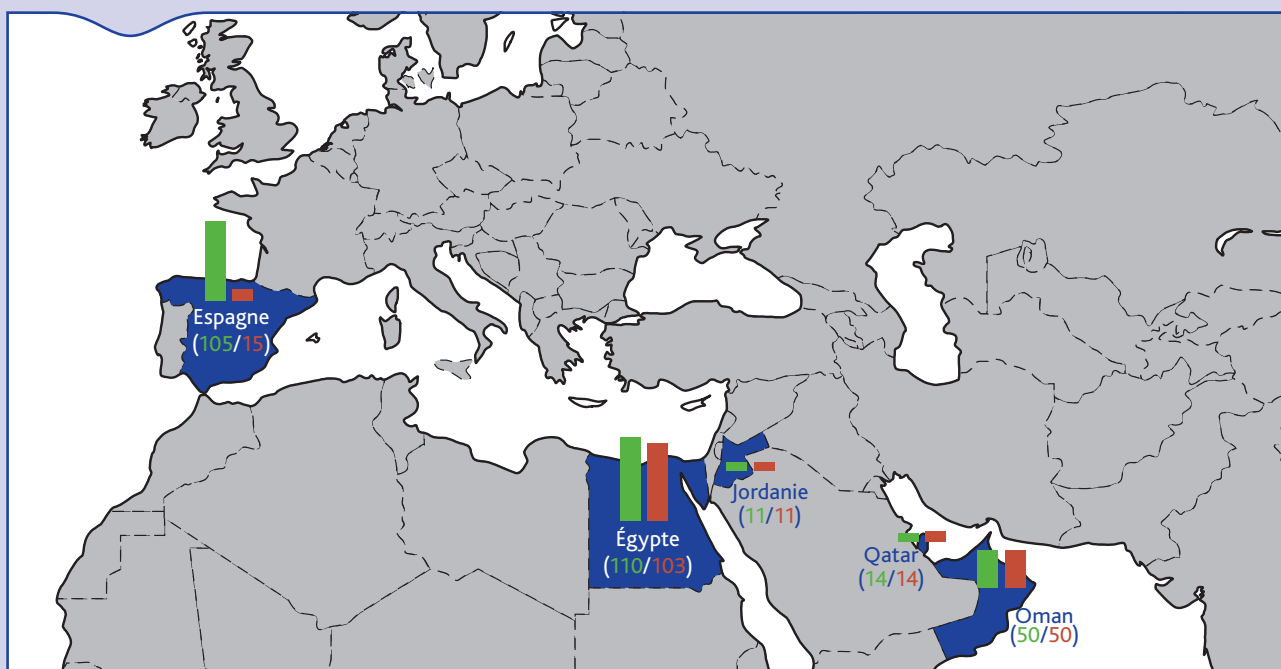 Espagne
(105/15)
Égypte
(110/103)
Jordanie
(11/11)
Qatar
(14/14)
Oman
(50/50)